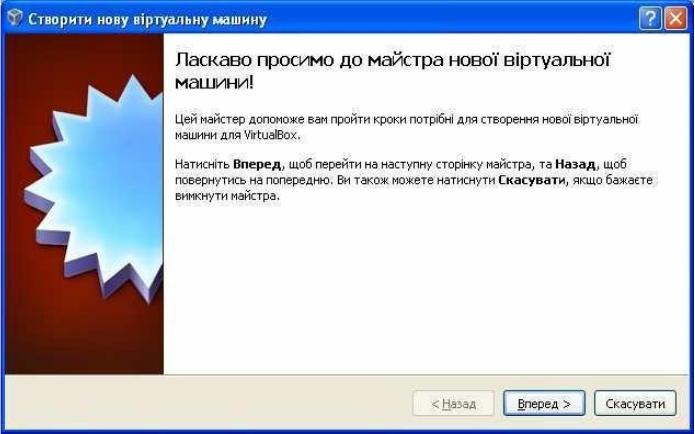 Створити нову віртуальну машину
Ласкаво просимо до майстра нової віртуальної
машини!
Цей майстер допоможе вам пройти кроки потрібні для створення нової віртуальної
машини для VirtualBox.
Натисніть Вперед, щоб перейти на наступну сторінку майстра, та Назад, щоб
повернутись на попередню. Ви також можете натиснути Скасувати, якщо бажаєте
вимкнути майстра.
< Назад Вперед > Скасувати